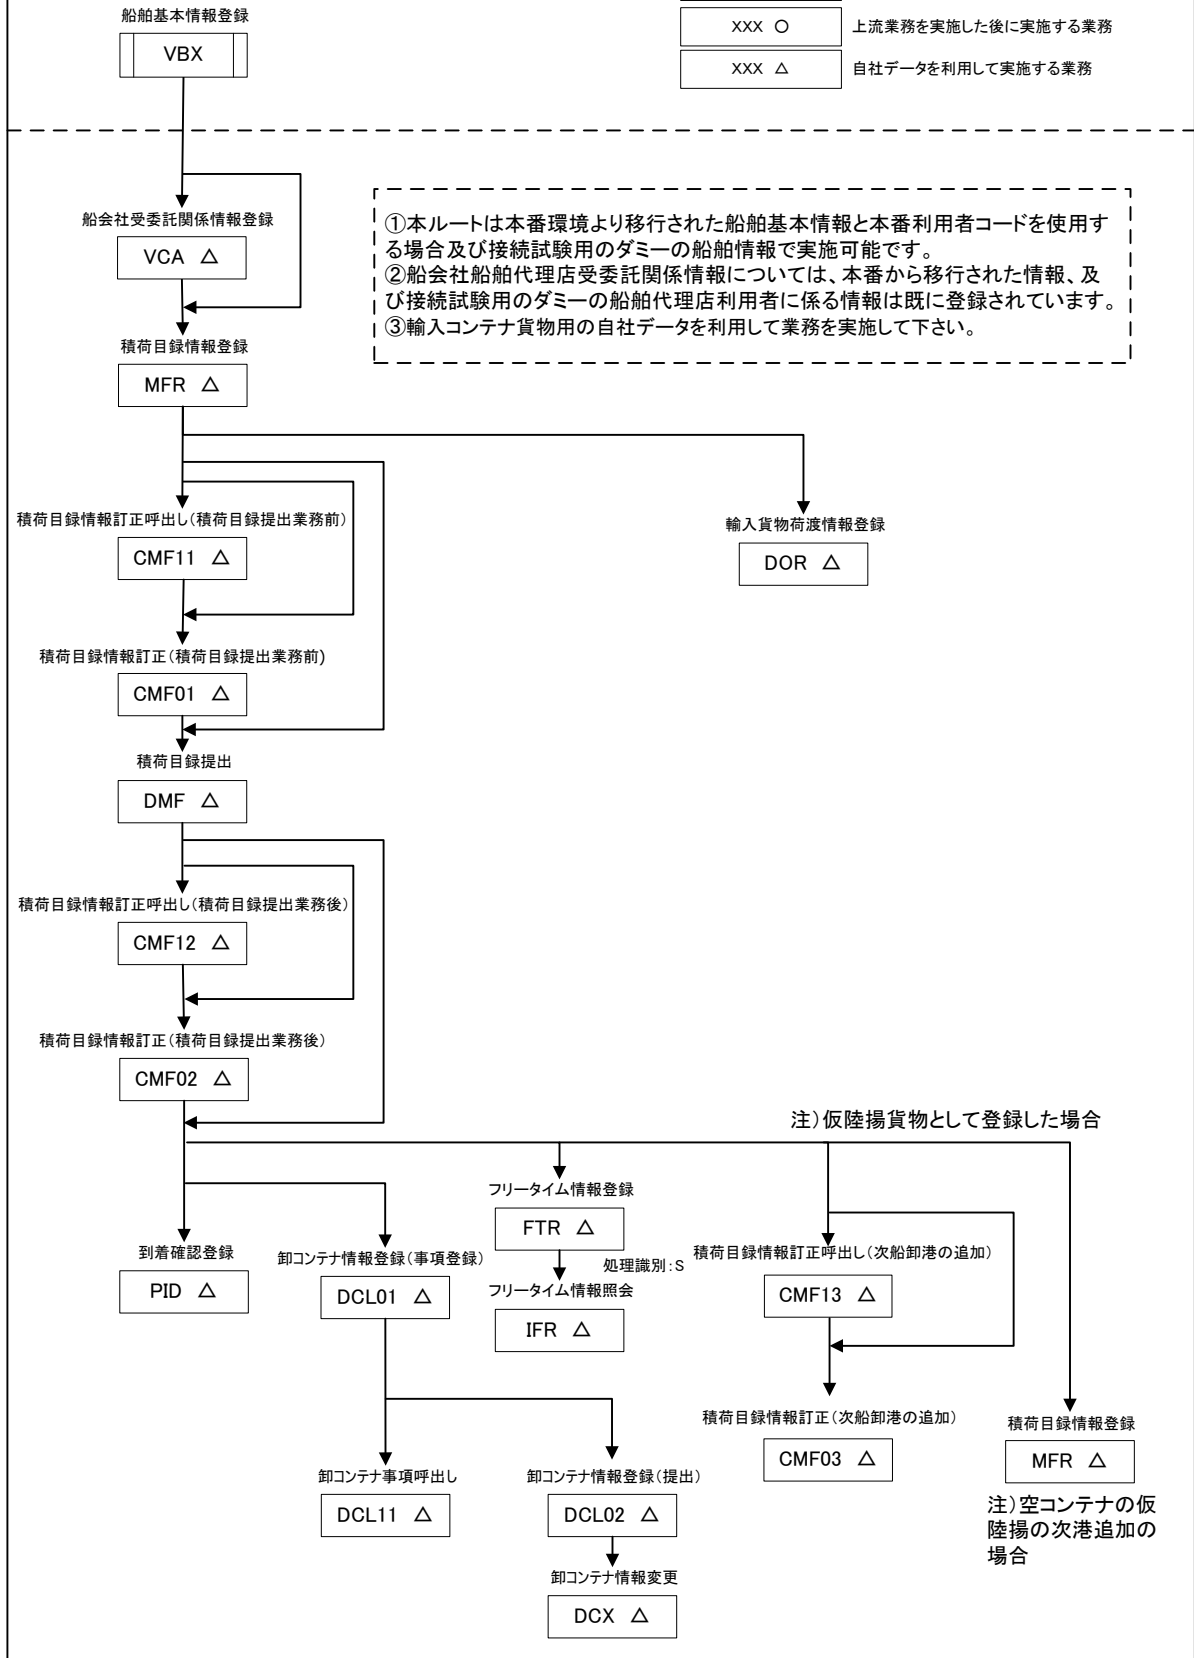 船舶基本情報登録
VBX
XXX ○
上流業務を実施した後に実施する業務
XXX △
自社データを利用して実施する業務
船会社受委託関係情報登録
VCA △
①本ルートは本番環境より移行された船舶基本情報と本番利用者コードを使用す
る場合及び接続試験用のダミーの船舶情報で実施可能です。
②船会社船舶代理店受委託関係情報については、本番から移行された情報、及
び接続試験用のダミーの船舶代理店利用者に係る情報は既に登録されています。
③輸入コンテナ貨物用の自社データを利用して業務を実施して下さい。
積荷目録情報登録
MFR △
積荷目録情報訂正呼出し(積荷目録提出業務前)
CMF11 △
輸入貨物荷渡情報登録
DOR △
積荷目録情報訂正(積荷目録提出業務前)
CMF01 △
積荷目録提出
DMF △
積荷目録情報訂正呼出し(積荷目録提出業務後)
CMF12 △
積荷目録情報訂正(積荷目録提出業務後)
CMF02 △
注)仮陸揚貨物として登録した場合
フリータイム情報登録
FTR △
到着確認登録
PID △
卸コンテナ情報登録(事項登録)
DCL01 △
処理識別:S
フリータイム情報照会
IFR △
積荷目録情報訂正呼出し(次船卸港の追加)
CMF13 △
積荷目録情報訂正(次船卸港の追加)
CMF03 △
積荷目録情報登録
MFR △
注)空コンテナの仮
陸揚の次港追加の
場合
卸コンテナ事項呼出し
DCL11 △
卸コンテナ情報登録(提出)
DCL02 △
卸コンテナ情報変更
DCX △